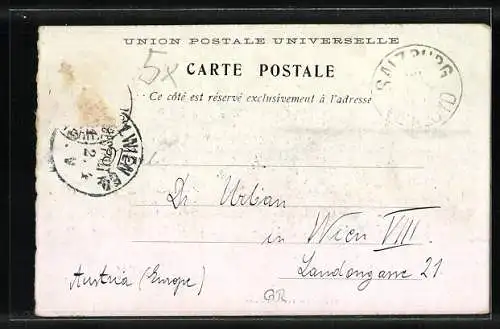 UNION POSTALE UNIVERSELLE
5x
CARTE POSTALE
SALZBURG
Ce côté est réservé exclusivement à l'adresse
Dr. Urban
in Wien VIII
Landongasse 21.
Austria (Europe)
GR